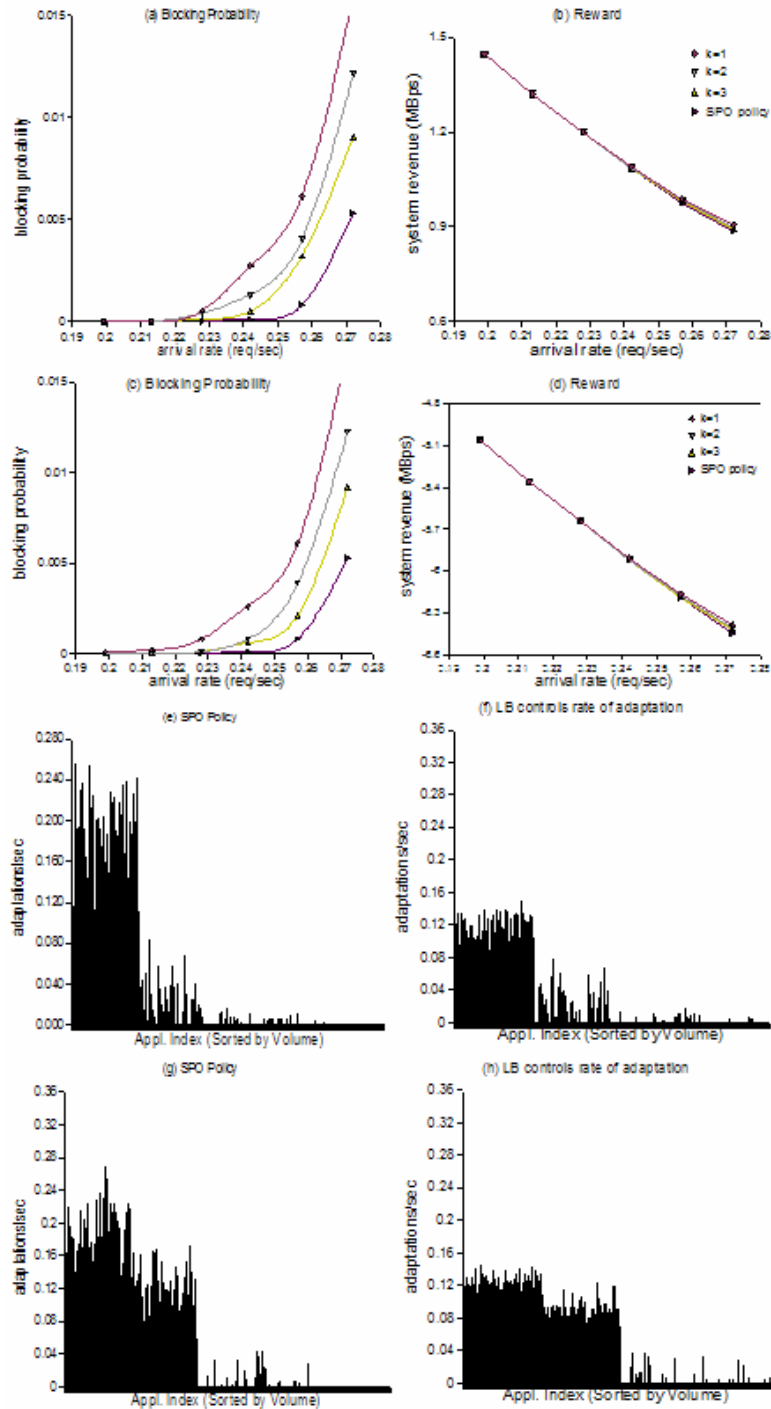 (a) Blocking Probability
0.015
0.01
0.005
0
blocking probability
0.19 0.2 0.21 0.22 0.23 0.24 0.25 0.26 0.27 0.28
arrival rate (req/sec)
(b) Reward
1.5
1.2
0.9
system revenue (MBps)
k=1
k=2
k=3
SPO policy
0.19 0.2 0.21 0.22 0.23 0.24 0.25 0.26 0.27 0.28
arrival rate (req/sec)
(c) Blocking Probability
0.015
0.01
0.005
0
blocking probability
0.19 0.2 0.21 0.22 0.23 0.24 0.25 0.26 0.27 0.28
arrival rate (req/sec)
(d) Reward
-5.1
-5.4
-5.7
-6
system revenue (MBps)
k=1
k=2
k=3
SPO policy
arrival rate (req/sec)
(e) SPO Policy
0.280
0.240
0.200
0.160
0.120
0.080
0.040
0.000
adaptations/sec
Appl. Index (Sorted by Volume)
(f) LB controls rate of adaptation
0.36
0.32
0.28
0.24
0.2
0.16
0.12
0.08
0.04
0
adaptations/sec
Appl. Index (Sorted by Volume)
(g) SPO Policy
0.36
0.32
0.28
0.24
0.2
0.16
0.12
0.08
0.04
0
adaptations/sec
Appl. Index (Sorted by Volume)
(h) LB controls rate of adaptation
0.36
0.32
0.28
0.24
0.2
0.16
0.12
0.08
0.04
0
adaptations/sec
Appl. Index (Sorted by Volume)